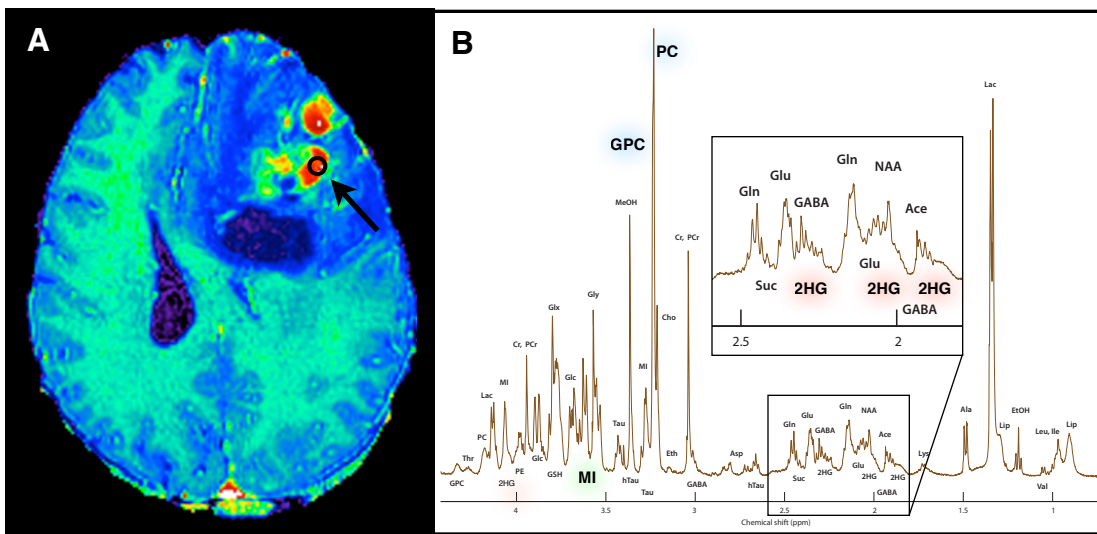 A
B
PC
GPC
Lac
MeOH
Cr, PCr
Cho
Gly
Glx
Cr, PCr
MI
Glc
MI
Lac
PC
Tau
Thr
GPC
2HG
PE
Glc
GSH
MI
hTau
Tau
Eth
GABA
Asp
hTau
Gln
Glu
GABA
Suc
2HG
Gln
NAA
Glu
2HG
Ace
2HG
GABA
Lys
Ala
Lip
EtOH
Leu, Ile
Val
Lip
Gln
Glu
GABA
Gln
NAA
Ace
Suc
2HG
Glu
2HG
2HG
GABA
2.5
2
4
3.5
3
2.5
2
1.5
1
Chemical shift (ppm)